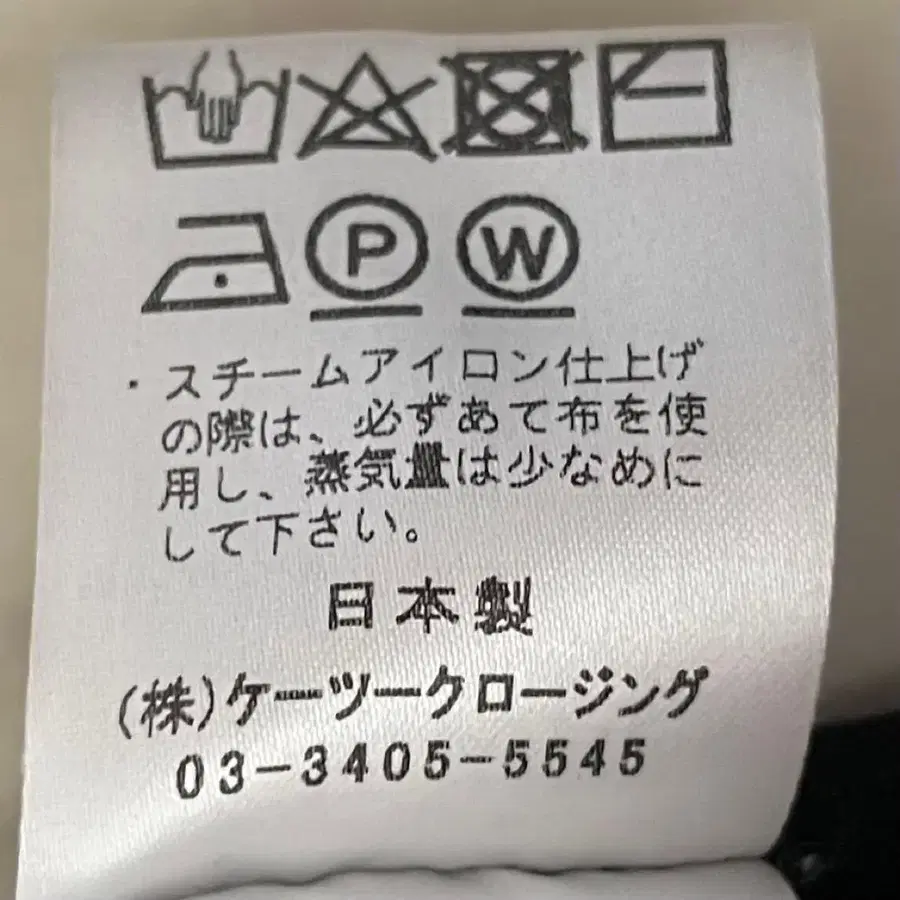 P W
・スチームアイロン仕上げ
の際は、必ずあて布を使
用し、蒸気量は少なめに
して下さい。
日本製
(株)ケーツークロージング
03-3405-5545